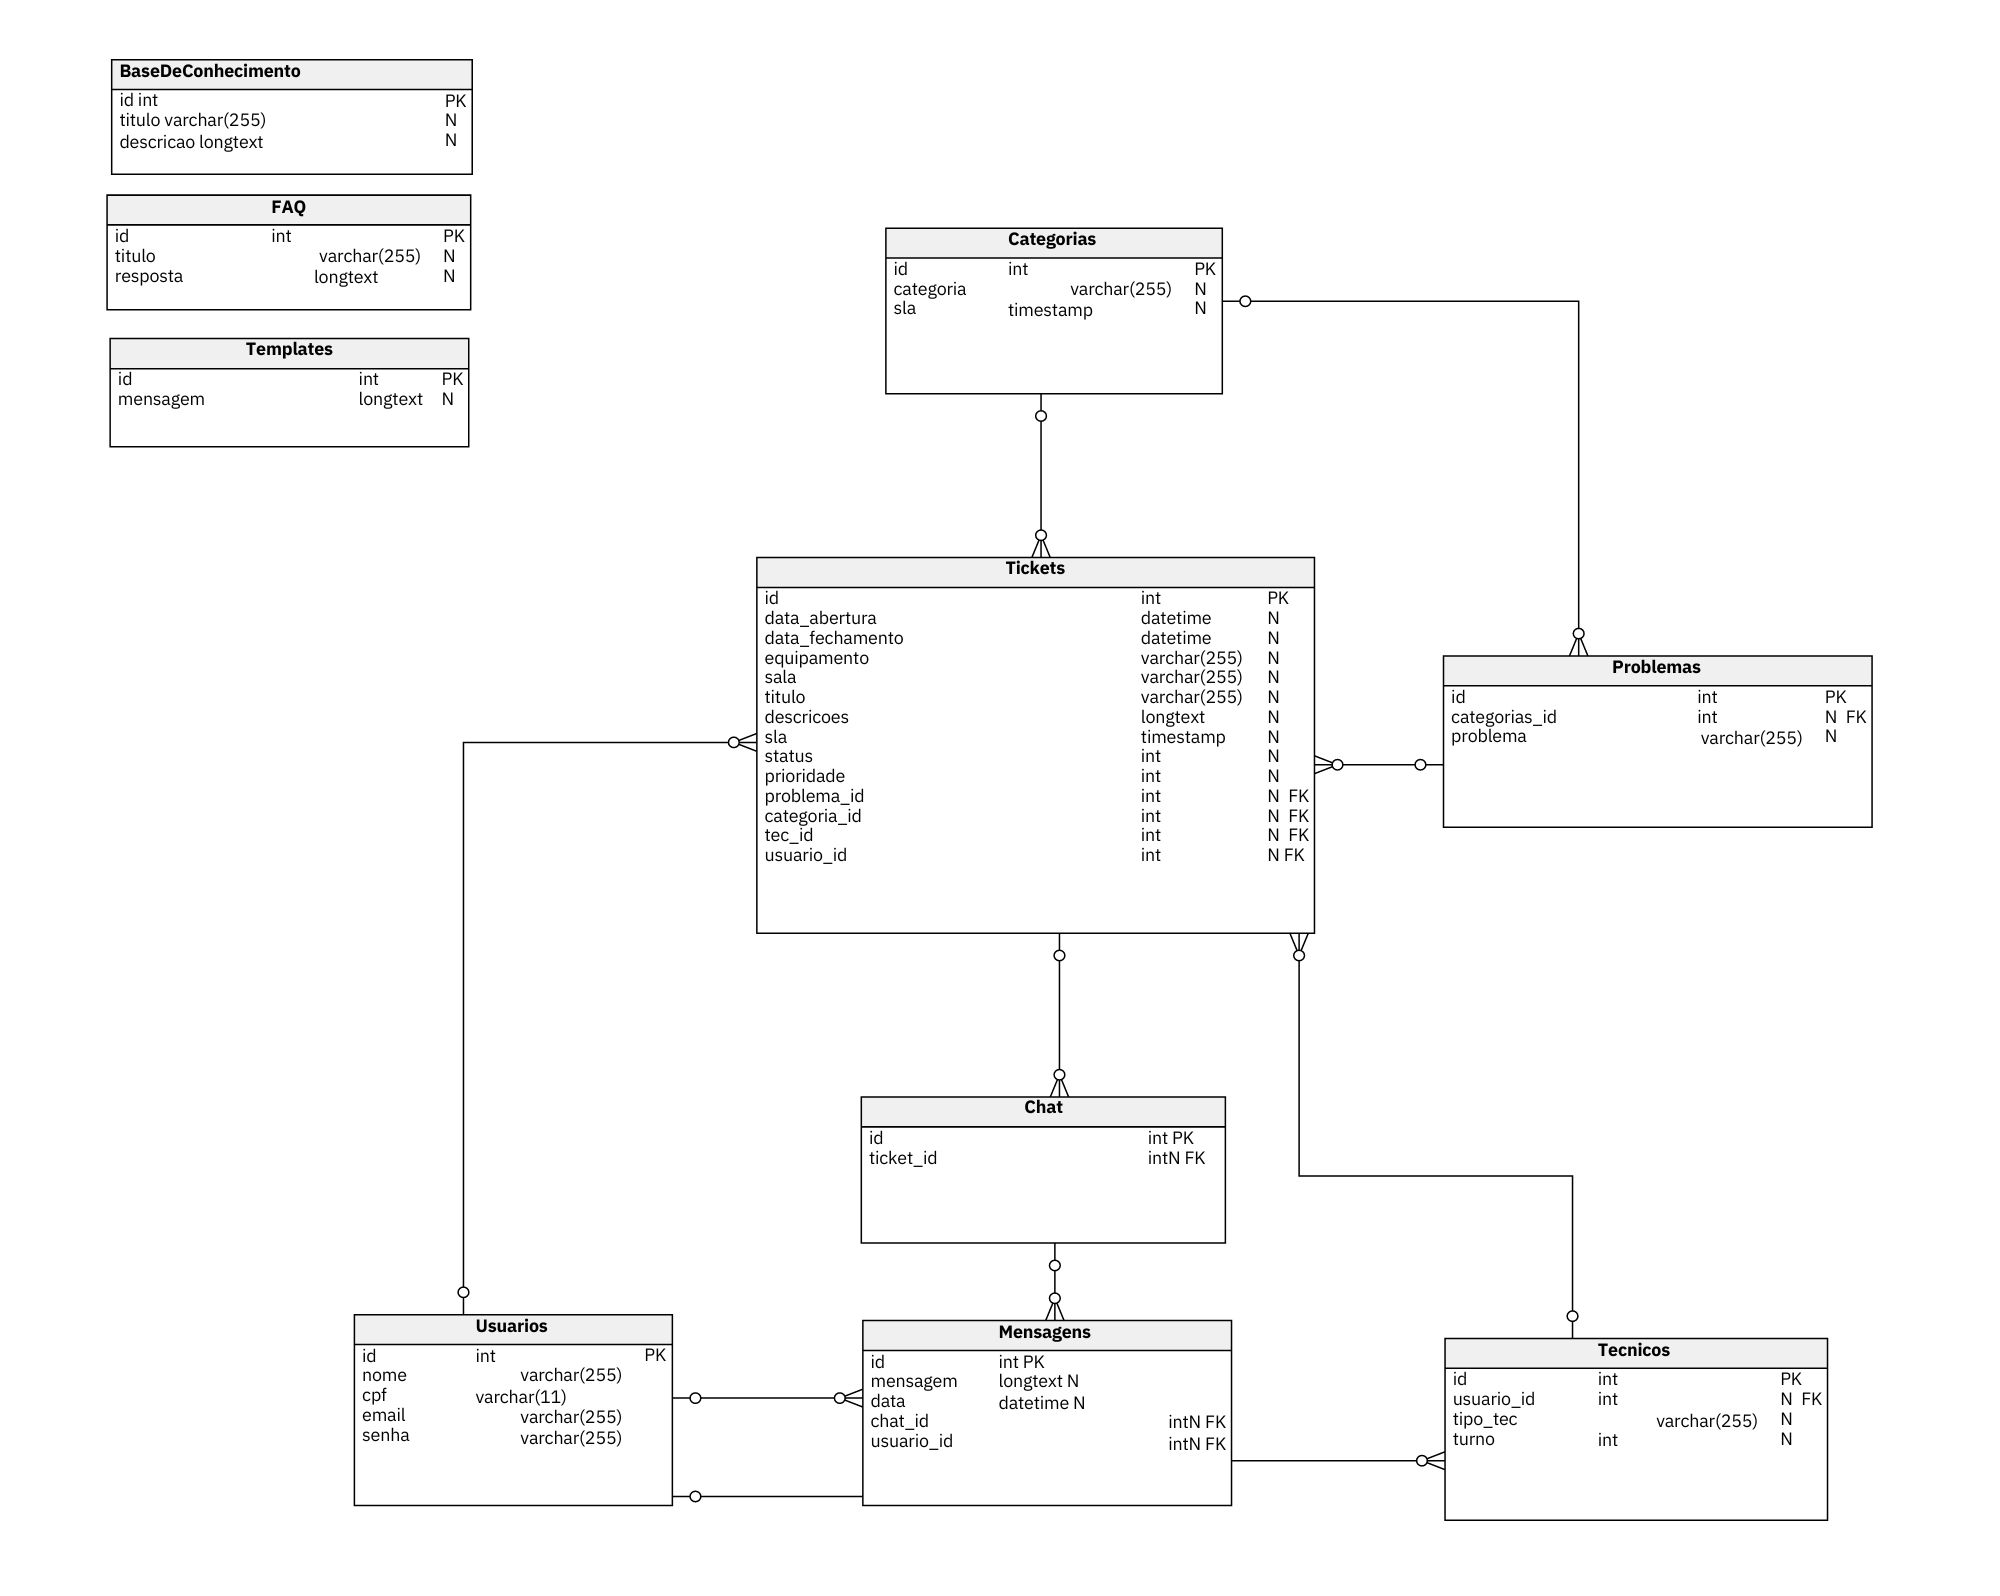 BaseDeConhecimento
id int PK
titulo varchar(255) N
descricao longtext N
FAQ
id int PK
titulo varchar(255) N
resposta longtext N
Templates
id int PK
mensagem longtext N
Categorias
id int PK
categoria varchar(255) N
sla timestamp N
Tickets
id int PK
data_abertura datetime N
data_fechamento datetime N
equipamento varchar(255) N
sala varchar(255) N
titulo varchar(255) N
descricoes longtext N
sla timestamp N
status int N
prioridade int N
problema_id int N FK
categoria_id int N FK
tec_id int N FK
usuario_id int N FK
Problemas
id int PK
categorias_id int N FK
problema varchar(255) N
Chat
id int PK
ticket_id intN FK
Usuarios
id int PK
nome varchar(255)
cpf varchar(11)
email varchar(255)
senha varchar(255)
Mensagens
id int PK
mensagem longtext N
data datetime N
chat_id intN FK
usuario_id intN FK
Tecnicos
id int PK
usuario_id int N FK
tipo_tec varchar(255) N
turno int N